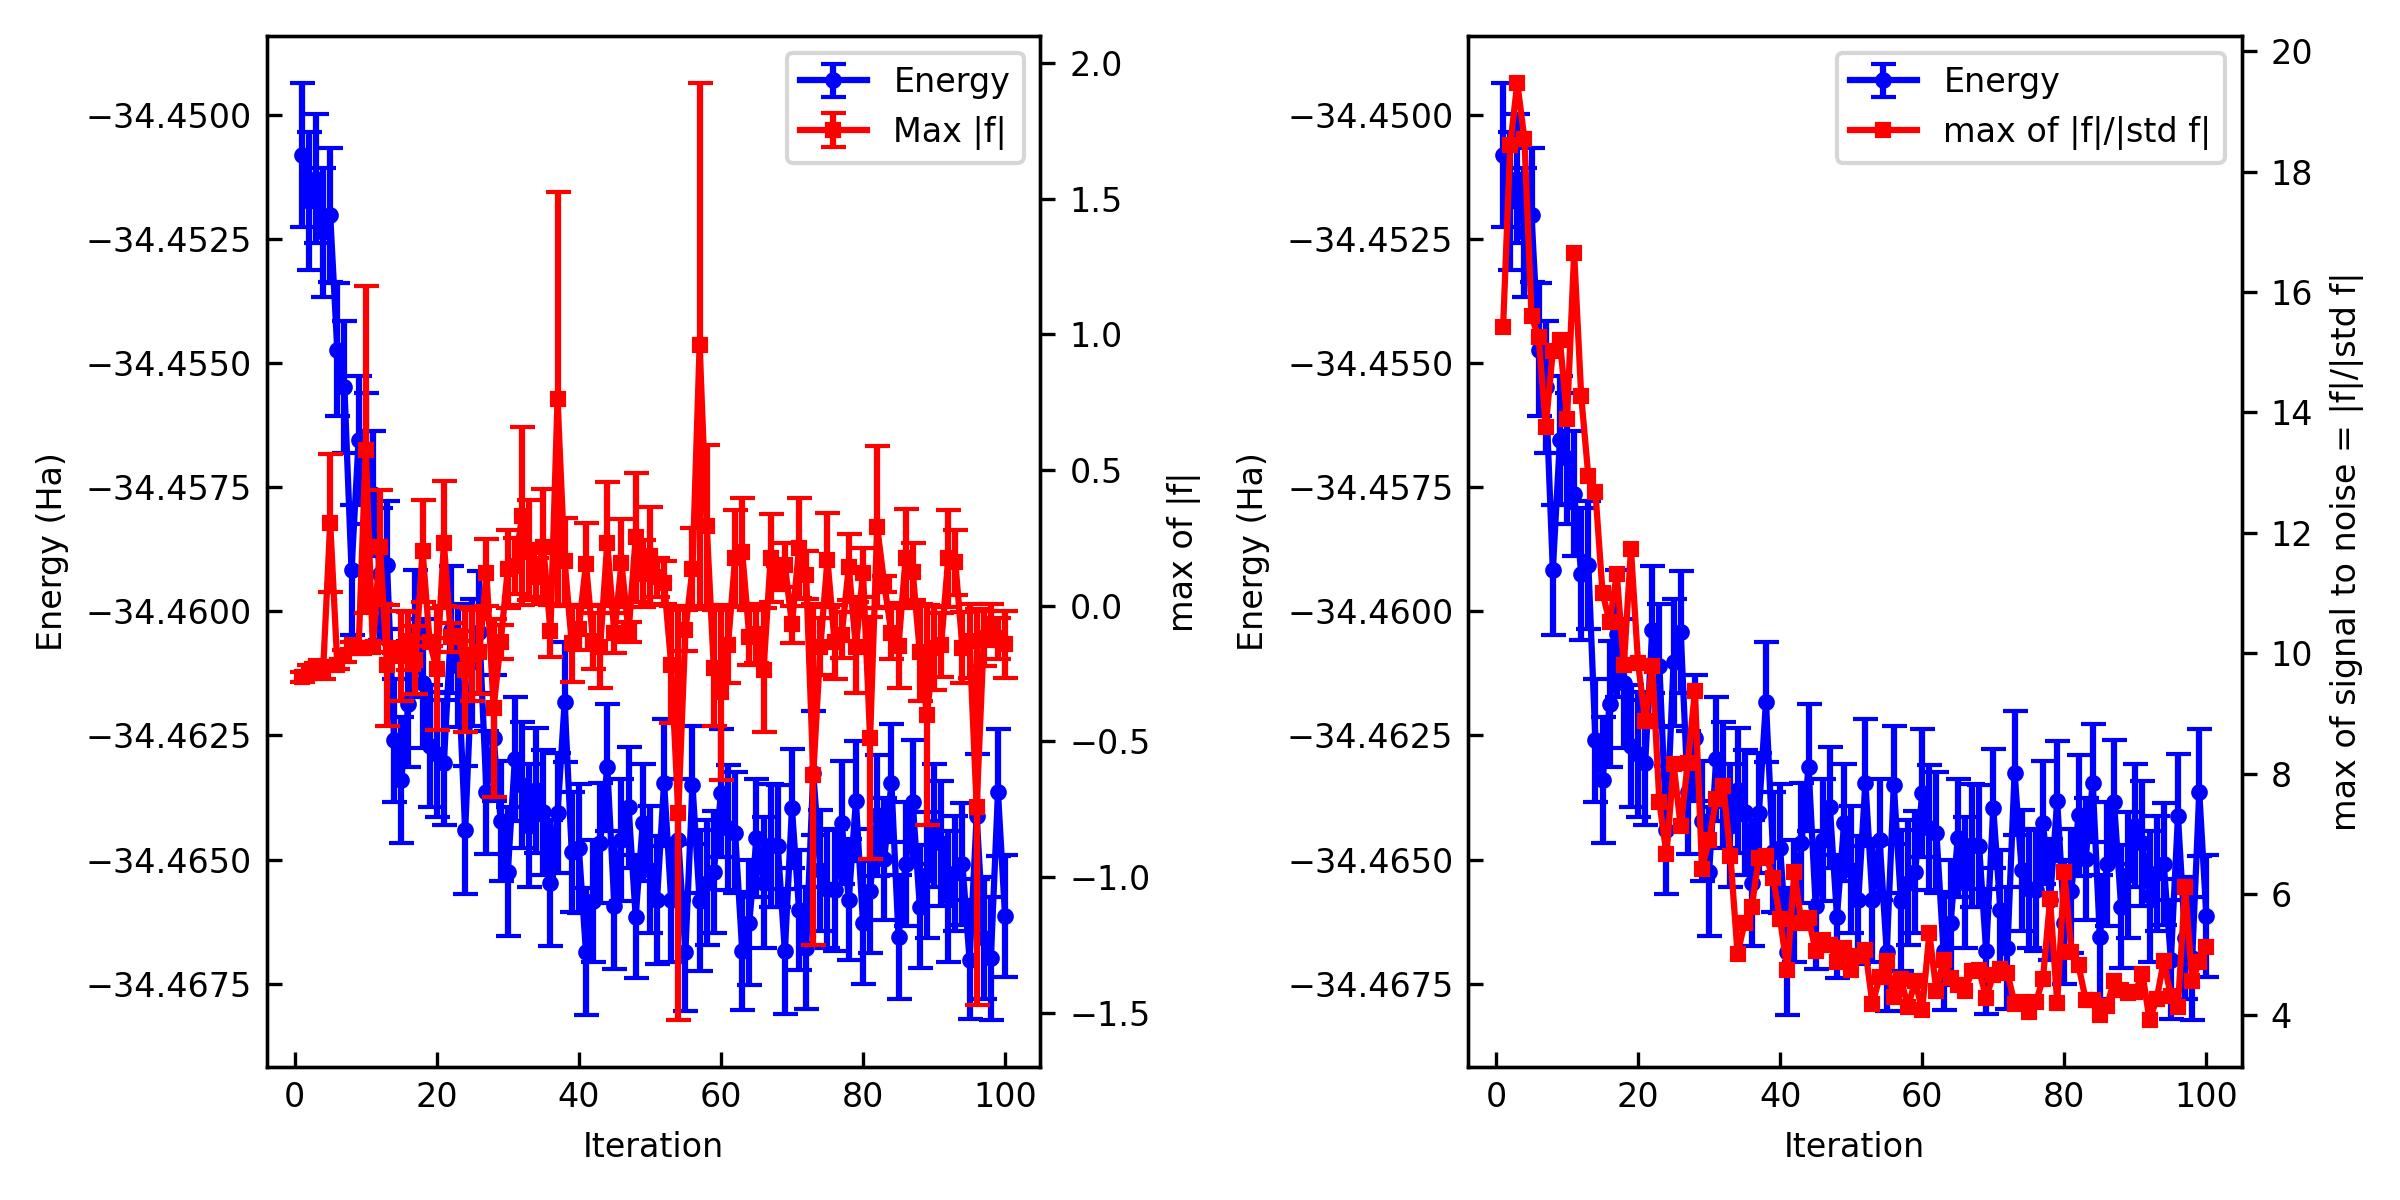 Energy
Max |f|
−34.4500
−34.4525
−34.4550
−34.4575
−34.4600
−34.4625
−34.4650
−34.4675
Energy (Ha)
2.0
1.5
1.0
0.5
0.0
−0.5
−1.0
−1.5
max of |f|
0 20 40 60 80 100
Iteration
Energy
max of |f|/|std f|
−34.4500
−34.4525
−34.4550
−34.4575
−34.4600
−34.4625
−34.4650
−34.4675
Energy (Ha)
20
18
16
14
12
10
8
6
4
max of signal to noise = |f|/|std f|
0 20 40 60 80 100
Iteration